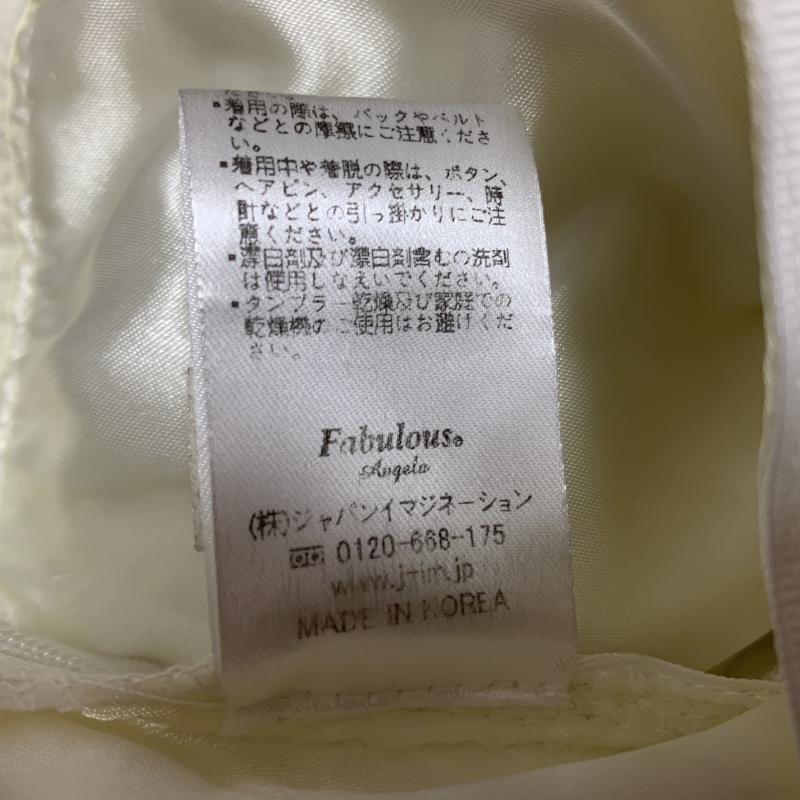 ださい。
▪着用の際は、バックやベルト
などとの摩擦にご注意くださ
い。
▪着用中や着脱の際は、ボタン、
ヘアピン、アクセサリー、時
計などとの引っ掛かりにご注
意ください。
▪漂白剤及び漂白剤含むの洗剤
は使用しなえいでください。
▪タンブラー乾燥及び家庭での
乾燥機のご使用はお避けくだ
さい。
Fabulous®
Angela
(株)ジャパンイマジネーション
0120-668-175
www.j-im.jp
MADE IN KOREA